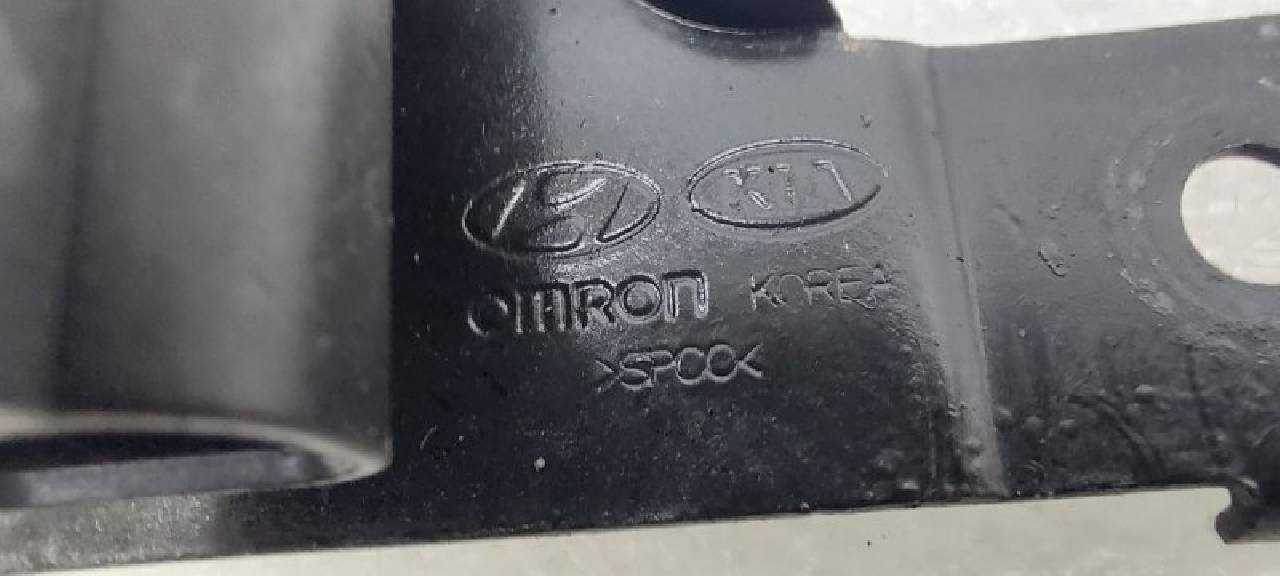 KIA
OMRON KOREA
>SPCC<